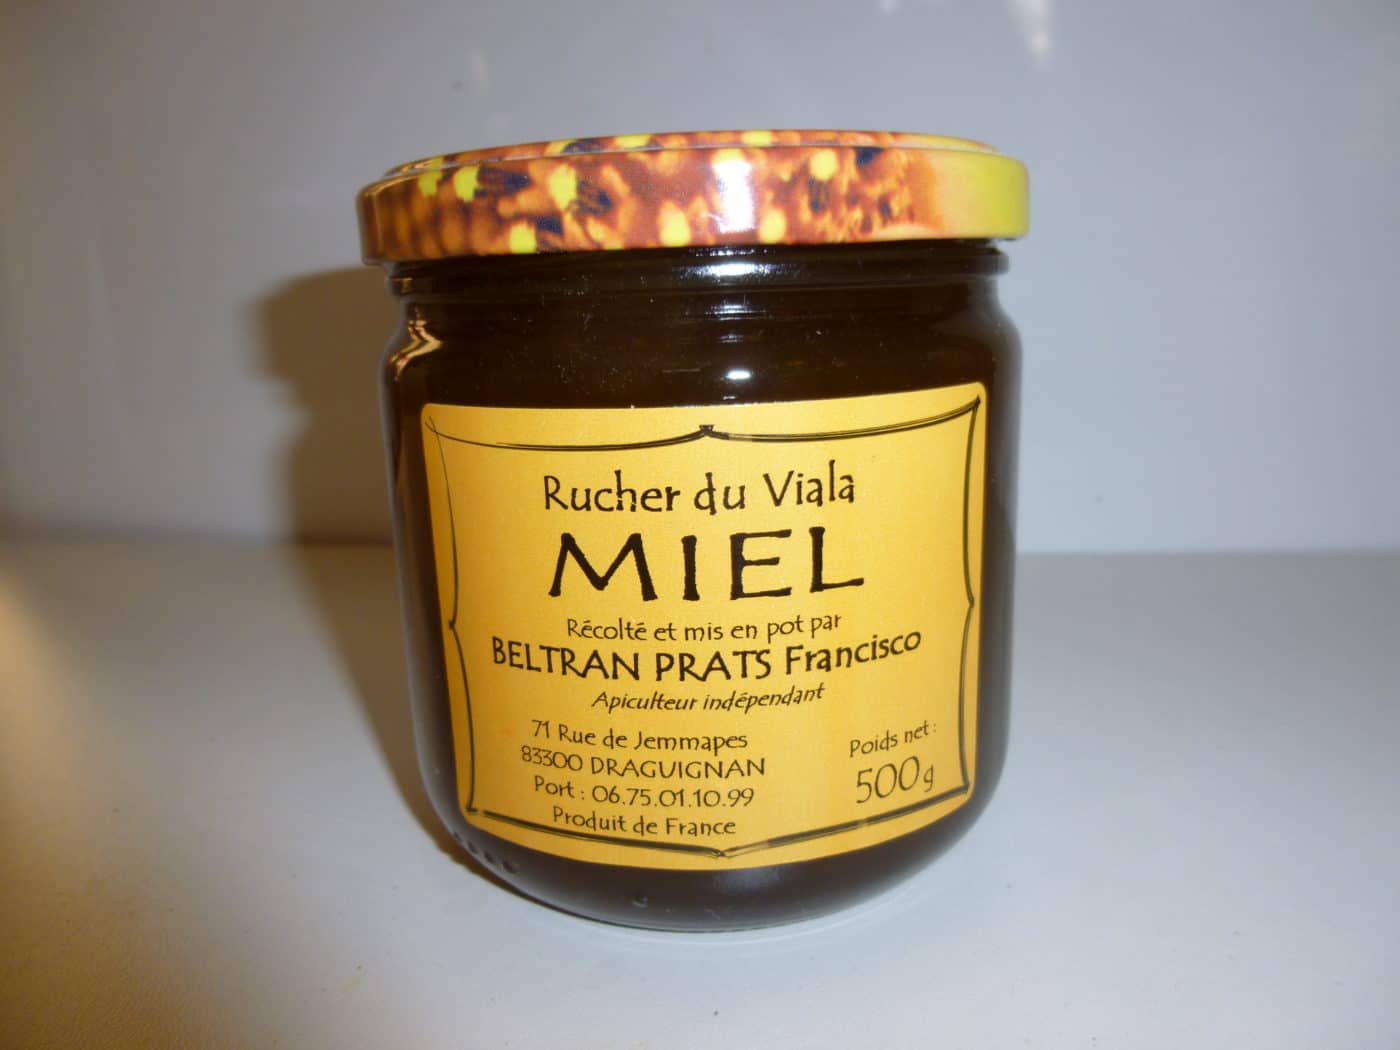 Rucher du Viala
MIEL
Récolté et mis en pot par
BELTRAN PRATS Francisco
Apiculteur indépendant
71 Rue de Jemmapes
83300 DRAGUIGNAN
Port : 06.75.01.10.99
Produit de France
Poids net :
500g